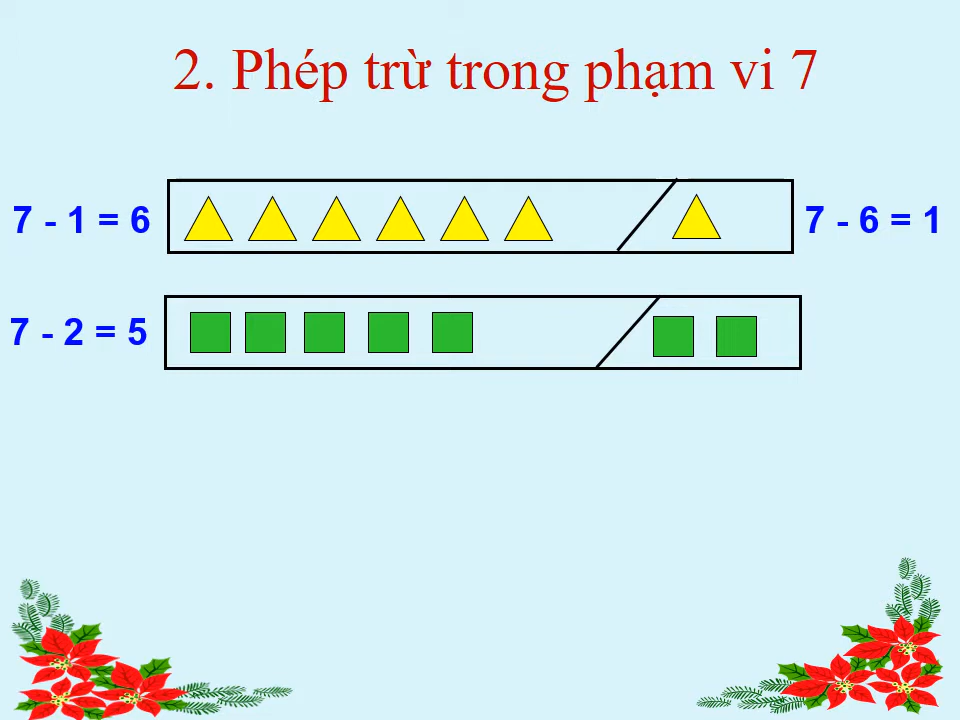 2. Phép trừ trong phạm vi 7
7 - 1 = 6
7 - 6 = 1
7 - 2 = 5